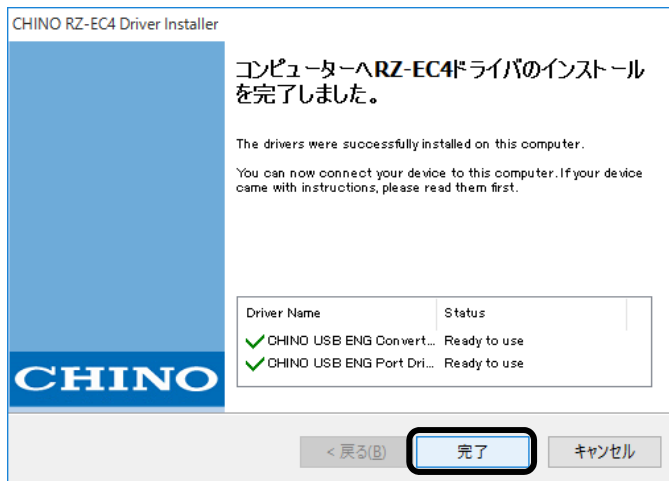 CHINO RZ-EC4 Driver Installer
コンピューターへRZ-EC4ドライバのインストール
を完了しました。
The drivers were successfully installed on this computer.
You can now connect your device to this computer. If your device
came with instructions, please read them first.
Driver Name Status
CHINO USB ENG Convert... Ready to use
CHINO USB ENG Port Dri... Ready to use
CHINO
< 戻る(B) 完了 キャンセル